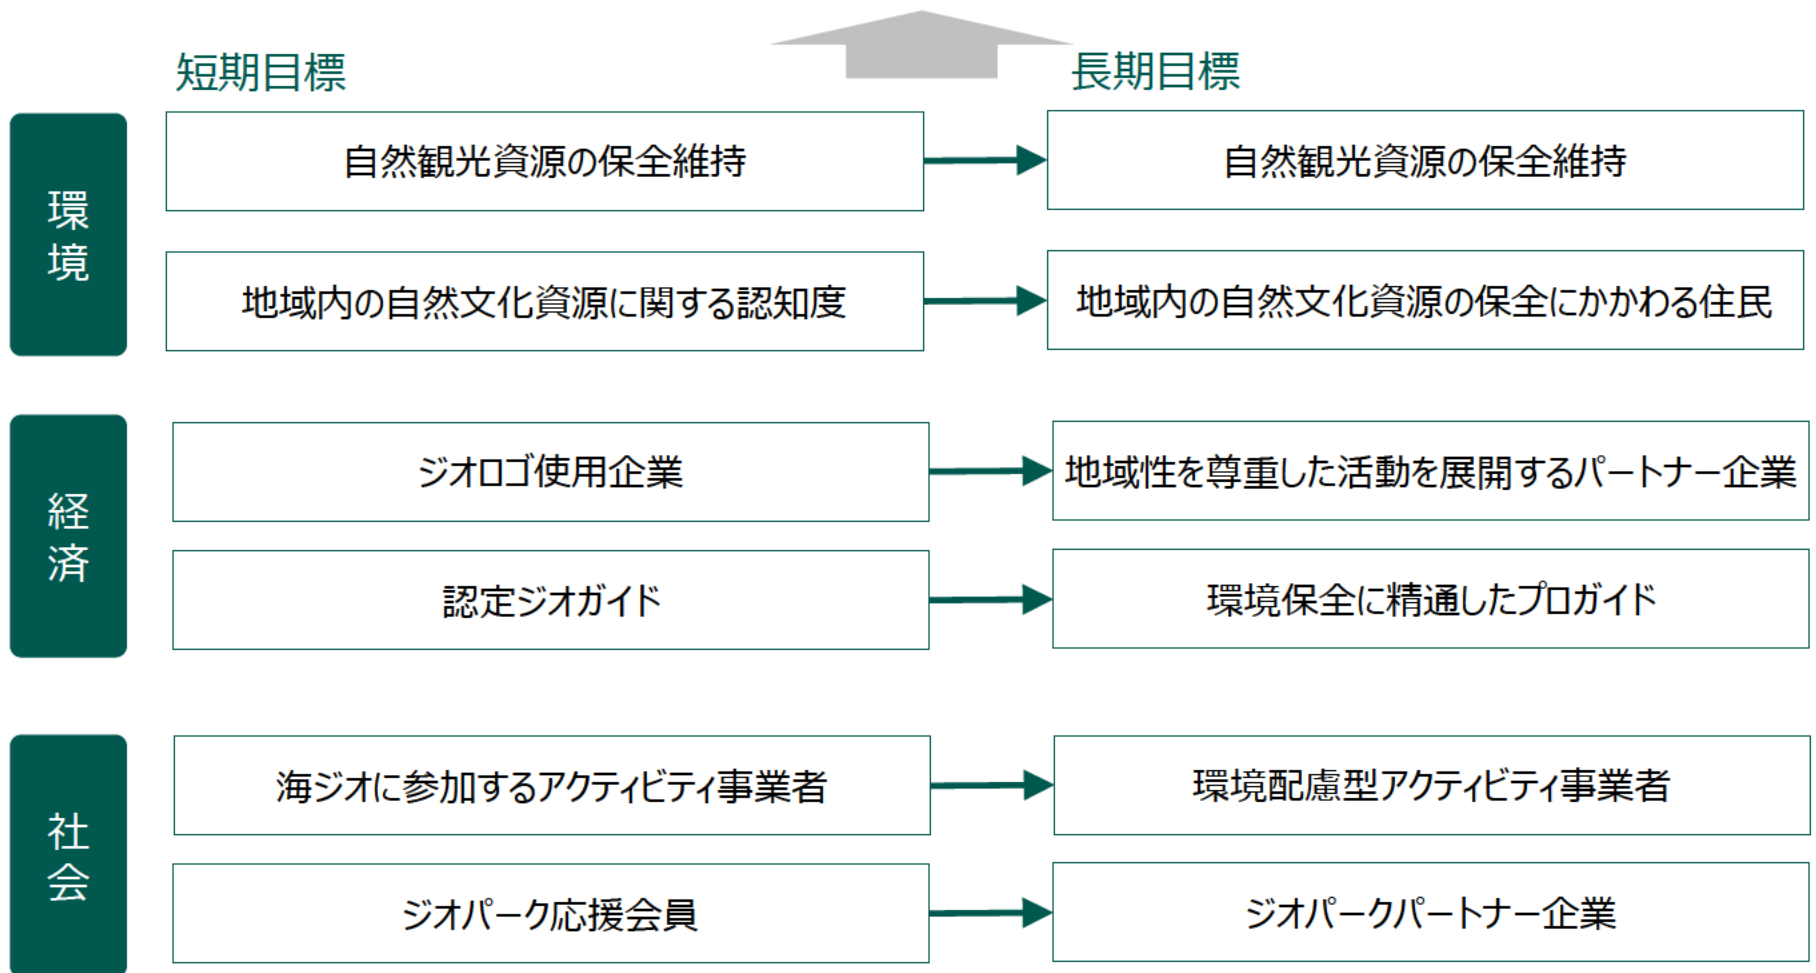 短期目標
長期目標
環境
自然観光資源の保全維持
自然観光資源の保全維持
地域内の自然文化資源に関する認知度
地域内の自然文化資源の保全にかかわる住民
経済
ジオロゴ使用企業
地域性を尊重した活動を展開するパートナー企業
認定ジオガイド
環境保全に精通したプロガイド
社会
海ジオに参加するアクティビティ事業者
環境配慮型アクティビティ事業者
ジオパーク応援会員
ジオパークパートナー企業